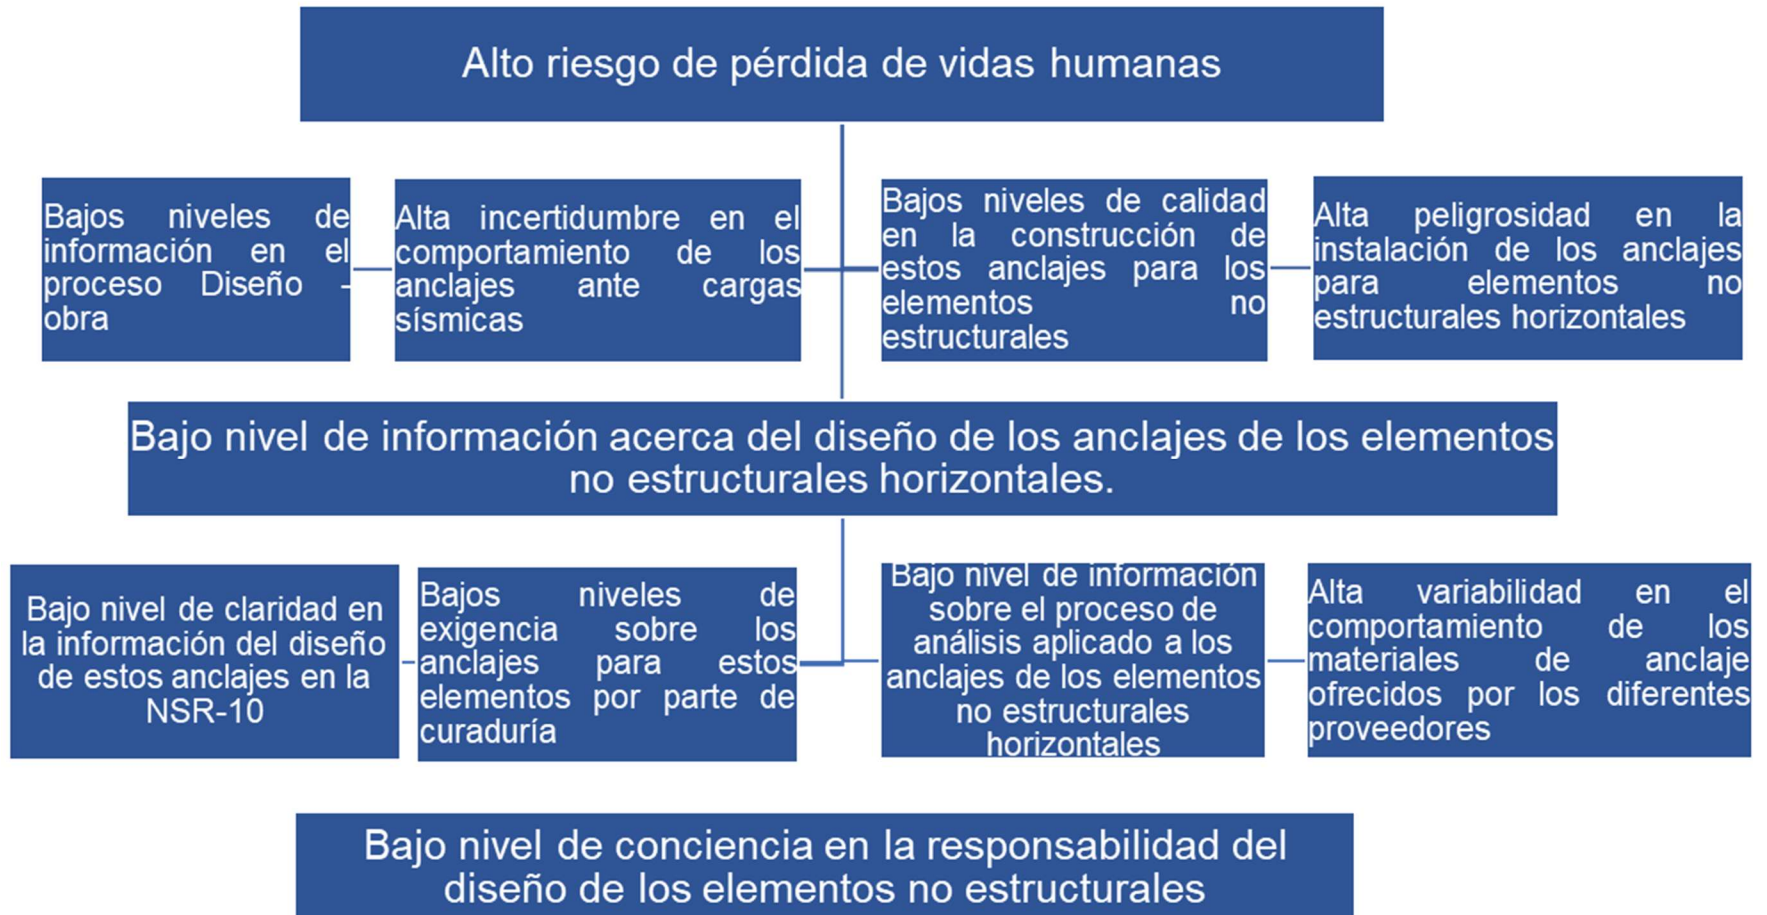 Alto riesgo de pérdida de vidas humanas
Bajos niveles de
información en el
proceso Diseño -
obra
Alta incertidumbre en el
comportamiento de los
anclajes ante cargas
sísmicas
Bajos niveles de calidad
en la construcción de
estos anclajes para los
elementos no
estructurales
Alta peligrosidad en la
instalación de los anclajes
para elementos no
estructurales horizontales
Bajo nivel de información acerca del diseño de los anclajes de los elementos
no estructurales horizontales.
Bajo nivel de claridad en
la información del diseño
de estos anclajes en la
NSR-10
Bajos niveles de
exigencia sobre los
anclajes para estos
elementos por parte de
curaduría
Bajo nivel de información
sobre el proceso de
análisis aplicado a los
anclajes de los elementos
no estructurales
horizontales
Alta variabilidad en el
comportamiento de los
materiales de anclaje
ofrecidos por los diferentes
proveedores
Bajo nivel de conciencia en la responsabilidad del
diseño de los elementos no estructurales